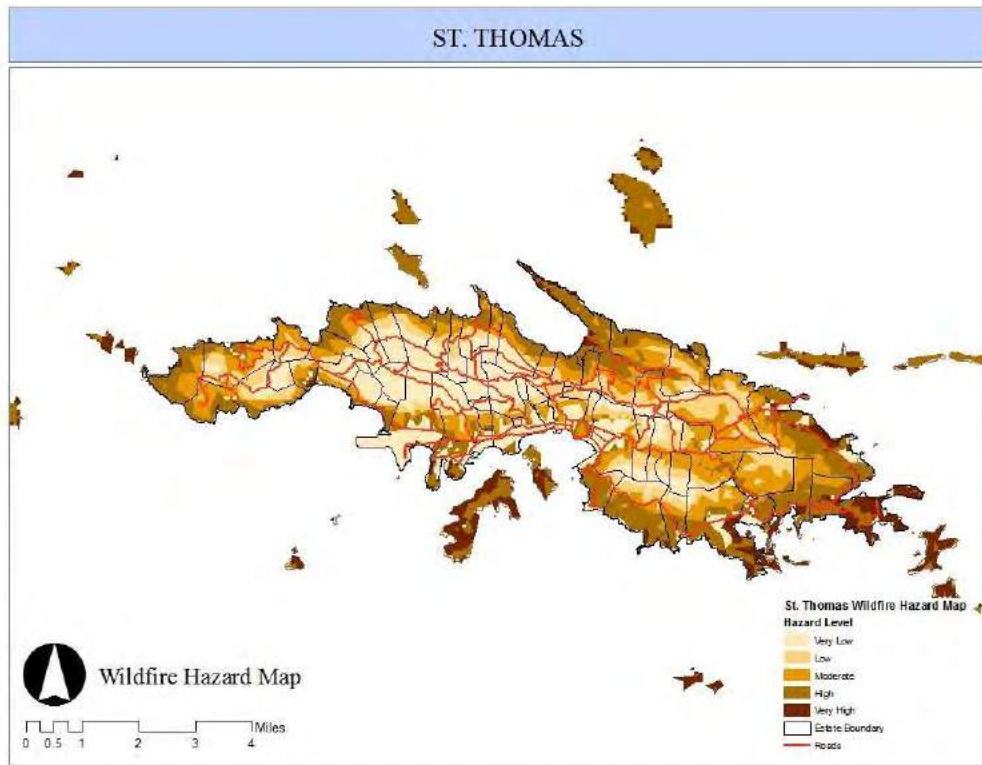 ST. THOMAS
St. Thomas Wildfire Hazard Map
Hazard Level
Very Low
Low
Moderate
High
Very High
Estate Boundary
Roads
Wildfire Hazard Map
Miles
0 0.5 1 2 3 4